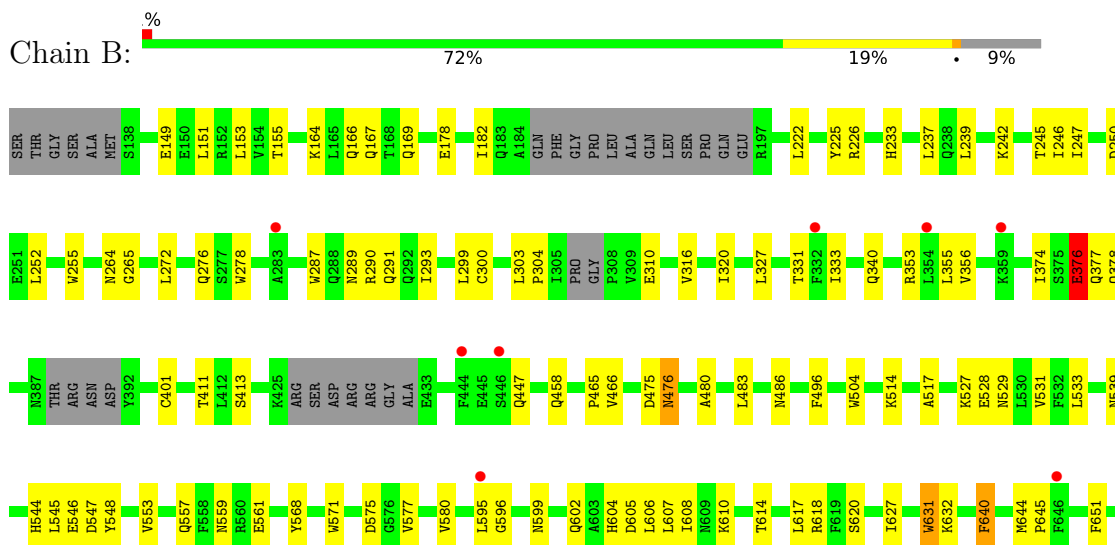 %
Chain B:
72% 19% • 9%
SER THR GLY SER ALA MET S138 E149 E150 L151 R152 L153 V154 T155 K164 L165 Q166 Q167 T168 Q169 E178 I182 Q183 A184 GLN PHE GLY GLY PRO LEU ALA GLN LEU SER PRO GLN GLU R197 L222 Y225 R226 H233 L237 Q238 L239 K242 T245 I246 I247 D250
E251 L252 W255 N264 G265 L272 Q276 S277 W278 A283 W287 Q288 N289 R290 Q291 Q292 I293 L299 C300 L303 P304 I305 PRO GLY P308 V309 E310 V316 I320 L327 T331 F332 I333 Q340 R353 L354 L355 V356 K359 I374 S375 E376 Q377 Q378
N387 THR ARG ASN ASP Y392 C401 T411 L412 S413 K425 ARG SER ASP ARG ARG GLY ALA E433 F444 E445 S446 Q447 Q458 P465 V466 D475 N476 A480 L483 N486 F496 W504 K514 A517 K527 E528 N529 L530 V531 F532 L533 N539
H544 L545 E546 D547 Y548 V553 Q557 F558 N559 R560 E561 Y568 W571 D575 G576 V577 V580 L595 G596 N599 Q602 A603 H604 D605 L606 L607 I608 N609 K610 T614 L617 R618 F619 S620 I627 W631 K632 F640 M644 P645 F646 F651